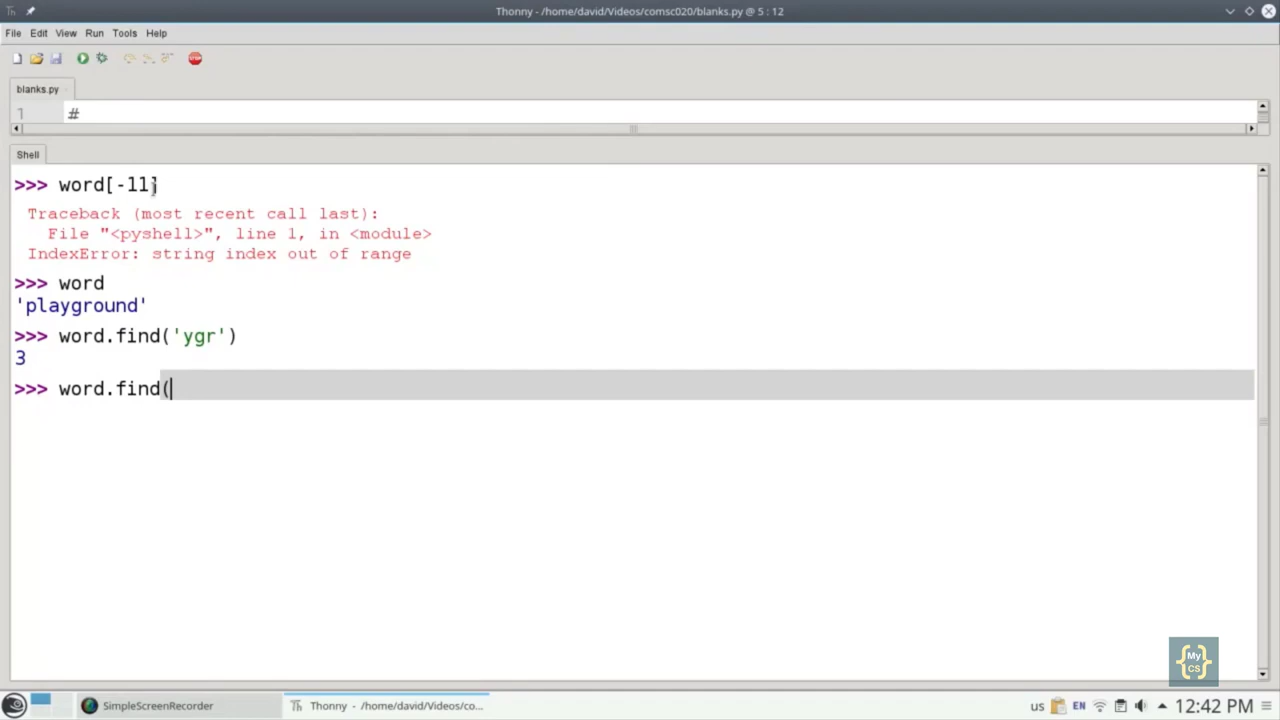 Thonny - /home/david/Videos/comsc020/blanks.py @ 5 : 12
File Edit View Run Tools Help
STOP
blanks.py
1 #
Shell
>>> word[-11]
Traceback (most recent call last):
File "<pyshell>", line 1, in <module>
IndexError: string index out of range
>>> word
'playground'
>>> word.find('ygr')
3
>>> word.find(
{My CS}
SimpleScreenRecorder Thonny - /home/david/Videos/co... us EN 12:42 PM